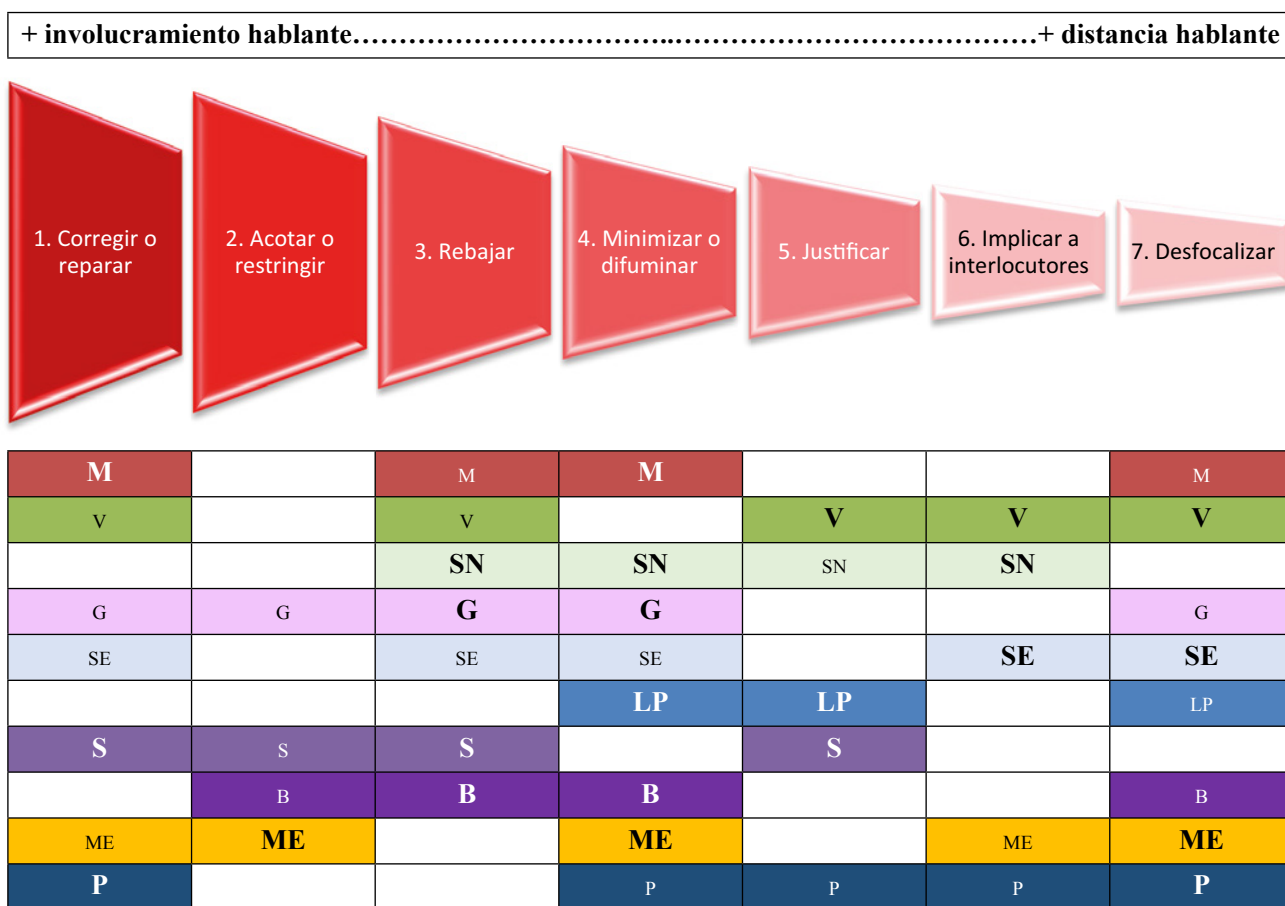 + involucramiento hablante……………………………..………………………………+ distancia hablante
1. Corregir o
reparar
2. Acotar o
restringir
3. Rebajar
4. Minimizar o
difuminar
5. Justificar
6. Implicar a
interlocutores
7. Desfocalizar
M M M M
V V V V V
SN SN SN SN
G G G G G
SE SE SE SE SE
LP LP LP
S S S S
B B B B
ME ME ME ME ME
P P P P P